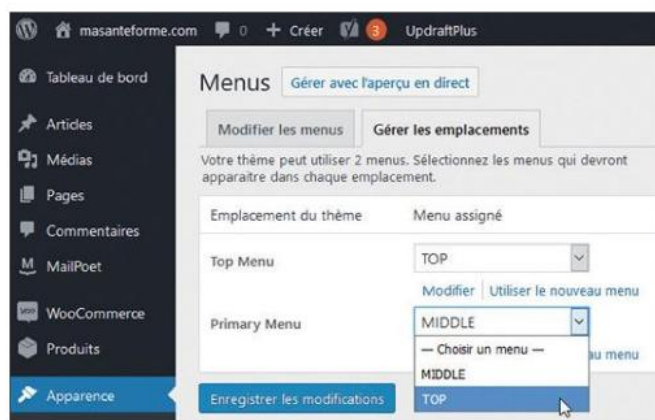 masanteforme.com 0 + Créer 3 UpdraftPlus
Tableau de bord
Articles
Médias
Pages
Commentaires
MailPoet
WooCommerce
Produits
Apparence
Menus Gérer avec l'aperçu en direct
Modifier les menus Gérer les emplacements
Votre thème peut utiliser 2 menus. Sélectionnez les menus qui devront
apparaitre dans chaque emplacement.
Emplacement du thème Menu assigné
Top Menu TOP
Modifier Utiliser le nouveau menu
Primary Menu MIDDLE
— Choisir un menu —
au menu
MIDDLE
TOP
Enregistrer les modifications